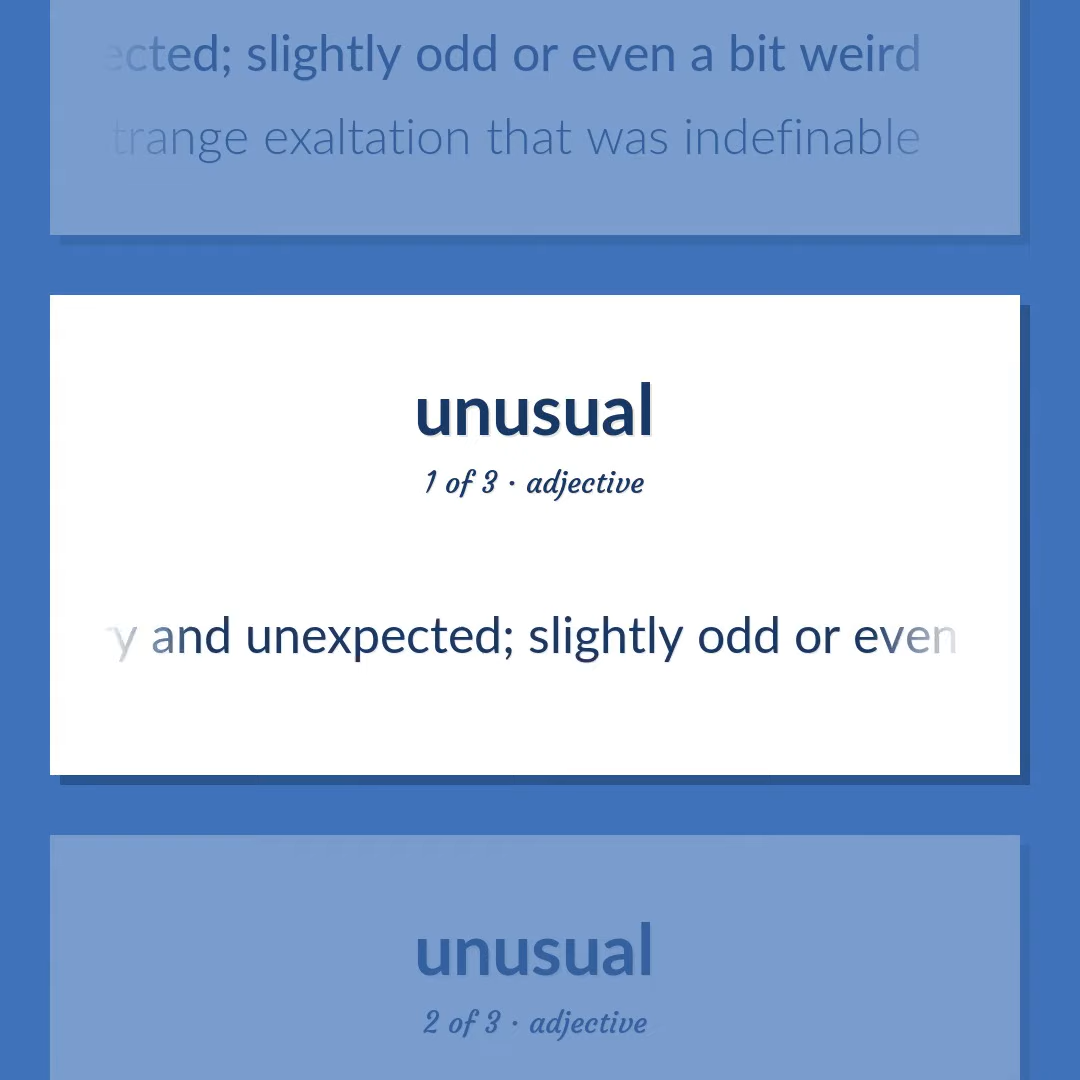 ected; slightly odd or even a bit weird
trange exaltation that was indefinable
unusual
1 of 3 · adjective
y and unexpected; slightly odd or even
unusual
2 of 3 · adjective